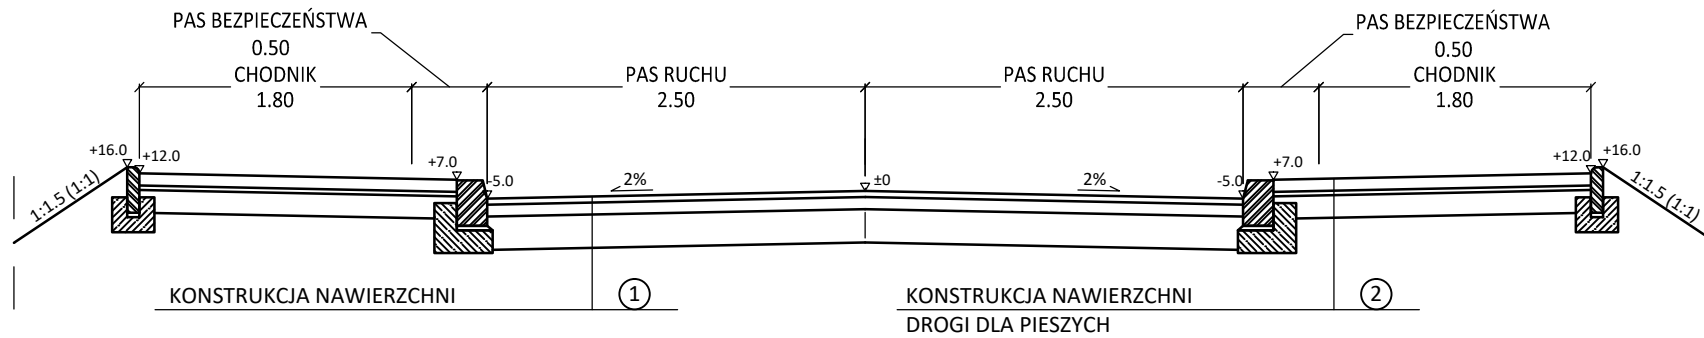 PAS BEZPIECZEŃSTWA
0.50
CHODNIK
1.80
PAS RUCHU
2.50
PAS RUCHU
2.50
PAS BEZPIECZEŃSTWA
0.50
CHODNIK
1.80
+16.0
+12.0
+7.0
-5.0
2%
±0
2%
-5.0
+7.0
+12.0
+16.0
1:1.5 (1:1)
1:1.5 (1:1)
KONSTRUKCJA NAWIERZCHNI
1
KONSTRUKCJA NAWIERZCHNI
DROGI DLA PIESZYCH
2